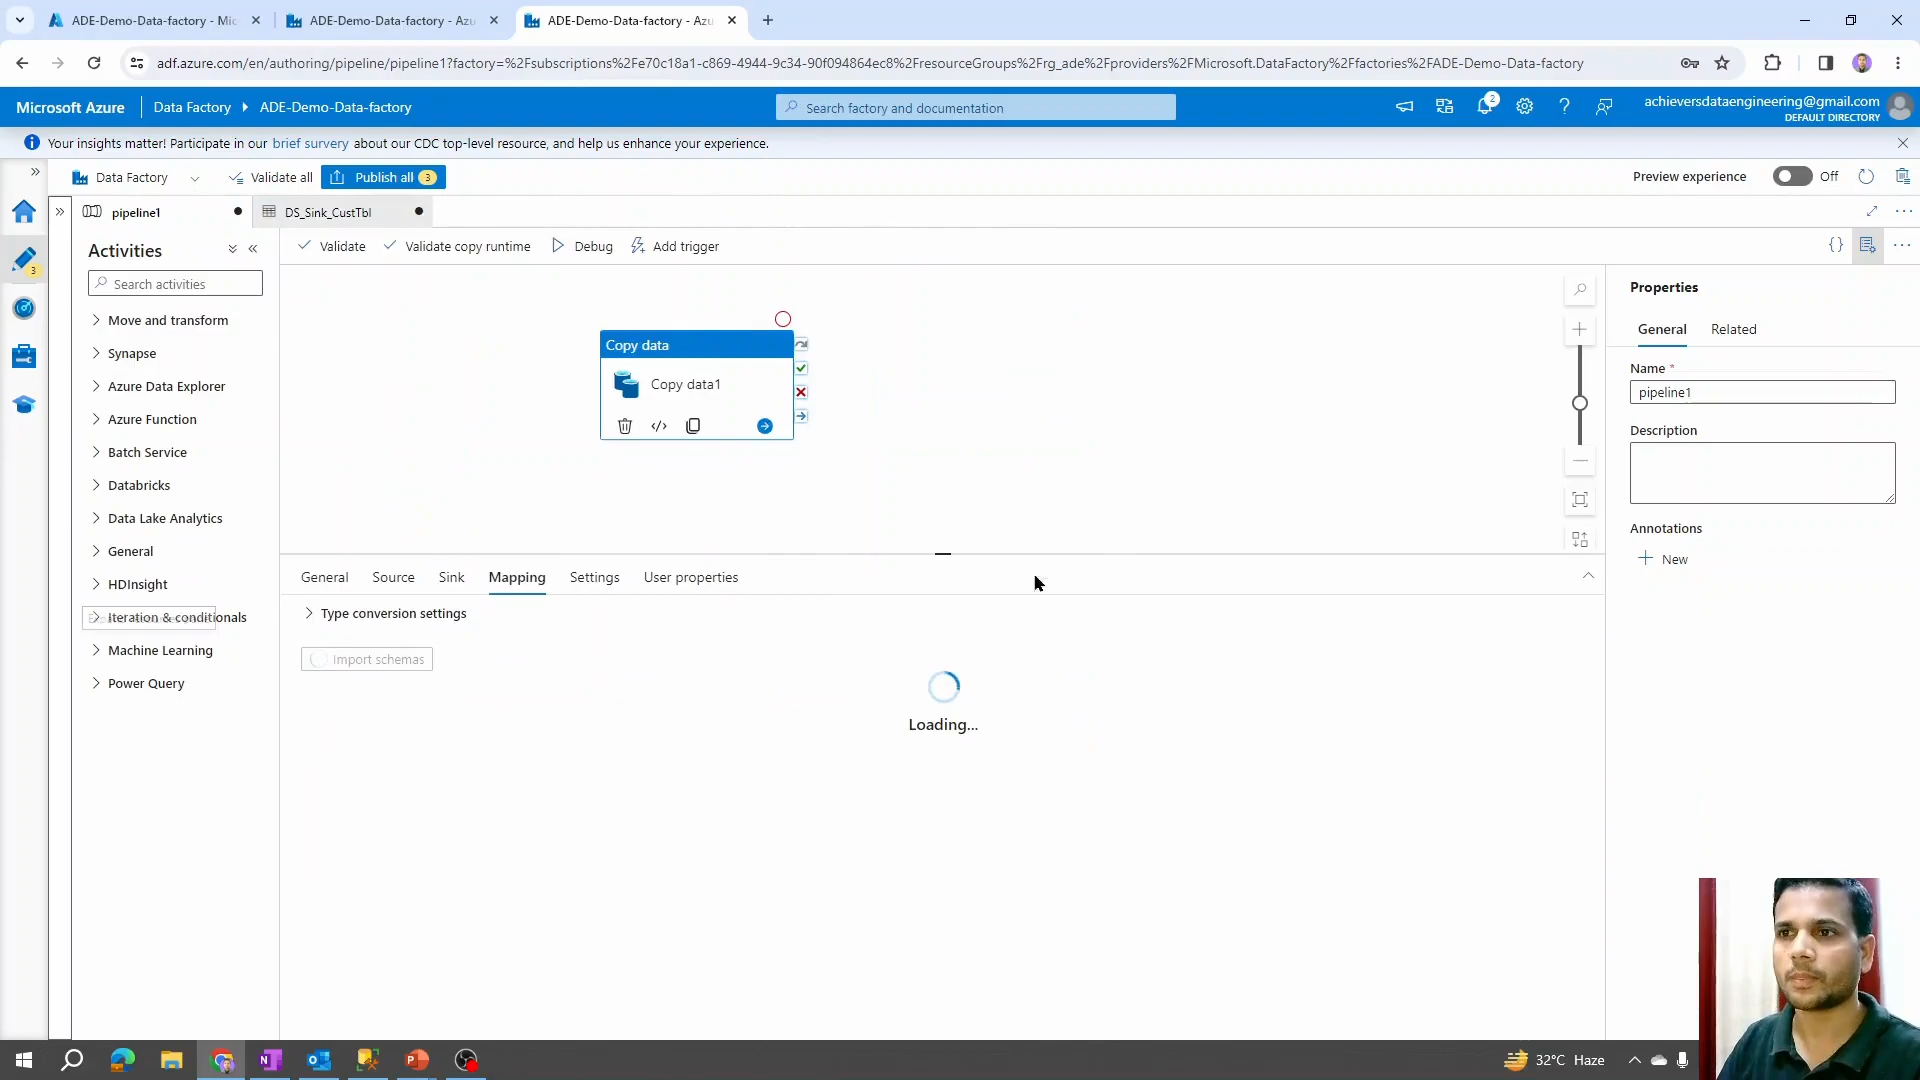 ADE-Demo-Data-factory - Mic
ADE-Demo-Data-factory - Azu
ADE-Demo-Data-factory - Azu
adf.azure.com/en/authoring/pipeline/pipeline1?factory=%2Fsubscriptions%2Fe70c18a1-c869-4944-9c34-90f094864ec8%2FresourceGroups%2Frg_ade%2Fproviders%2FMicrosoft.DataFactory%2Ffactories%2FADE-Demo-Data-factory
Microsoft Azure
Data Factory
ADE-Demo-Data-factory
Search factory and documentation
2
achieversdataengineering@gmail.com
DEFAULT DIRECTORY
Your insights matter! Participate in our brief survey about our CDC top-level resource, and help us enhance your experience.
Data Factory
Validate all
Publish all 3
Preview experience
Off
pipeline1
DS_Sink_CustTbl
3
Activities
Validate
Validate copy runtime
Debug
Add trigger
Search activities
Move and transform
Synapse
Azure Data Explorer
Azure Function
Batch Service
Databricks
Data Lake Analytics
General
HDInsight
Iteration & conditionals
Machine Learning
Power Query
Copy data
Copy data1
General
Source
Sink
Mapping
Settings
User properties
Type conversion settings
Import schemas
Loading...
Properties
General
Related
Name *
pipeline1
Description
Annotations
New
32°C Haze